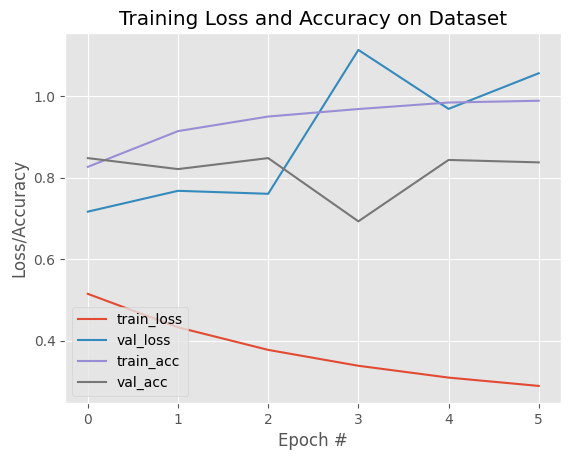 Training Loss and Accuracy on Dataset
1.0
0.8
0.6
0.4
Loss/Accuracy
train_loss
val_loss
train_acc
val_acc
0 1 2 3 4 5
Epoch #